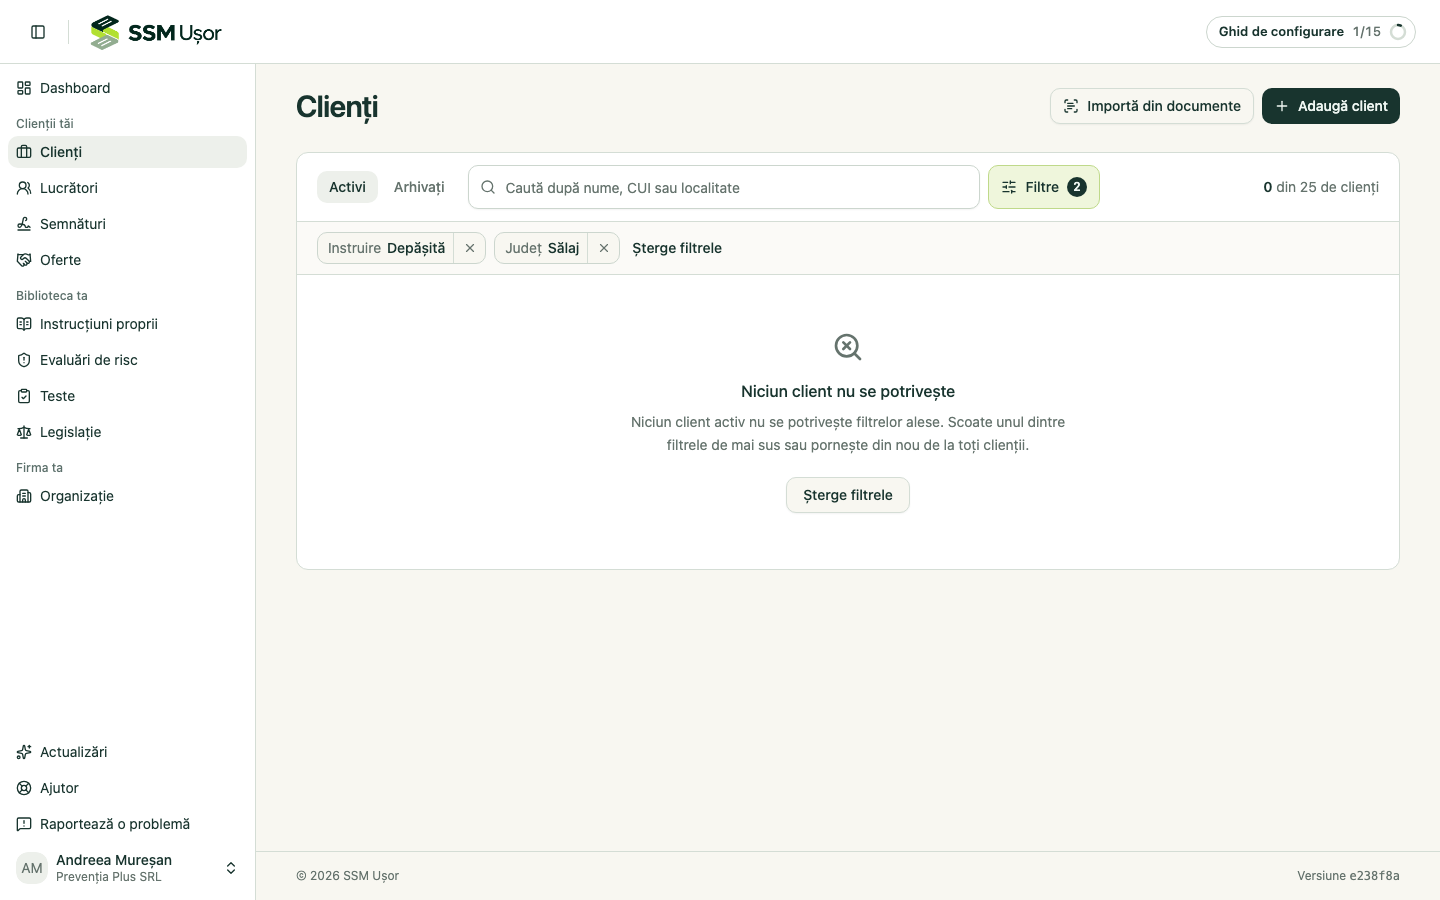 SSM Ușor
Ghid de configurare 1/15
Dashboard
Clienții tăi
Clienți
Lucrători
Semnături
Oferte
Biblioteca ta
Instrucțiuni proprii
Evaluări de risc
Teste
Legislație
Firma ta
Organizație
Actualizări
Ajutor
Raportează o problemă
AM
Andreea Mureșan
Prevenția Plus SRL
Clienți
Importă din documente
Adaugă client
Activi
Arhivați
Caută după nume, CUI sau localitate
Filtre 2
0 din 25 de clienți
Instruire Depășită
Județ Sălaj
Șterge filtrele
Niciun client nu se potrivește
Niciun client activ nu se potrivește filtrelor alese. Scoate unul dintre
filtrele de mai sus sau pornește din nou de la toți clienții.
Șterge filtrele
© 2026 SSM Ușor
Versiune e238f8a